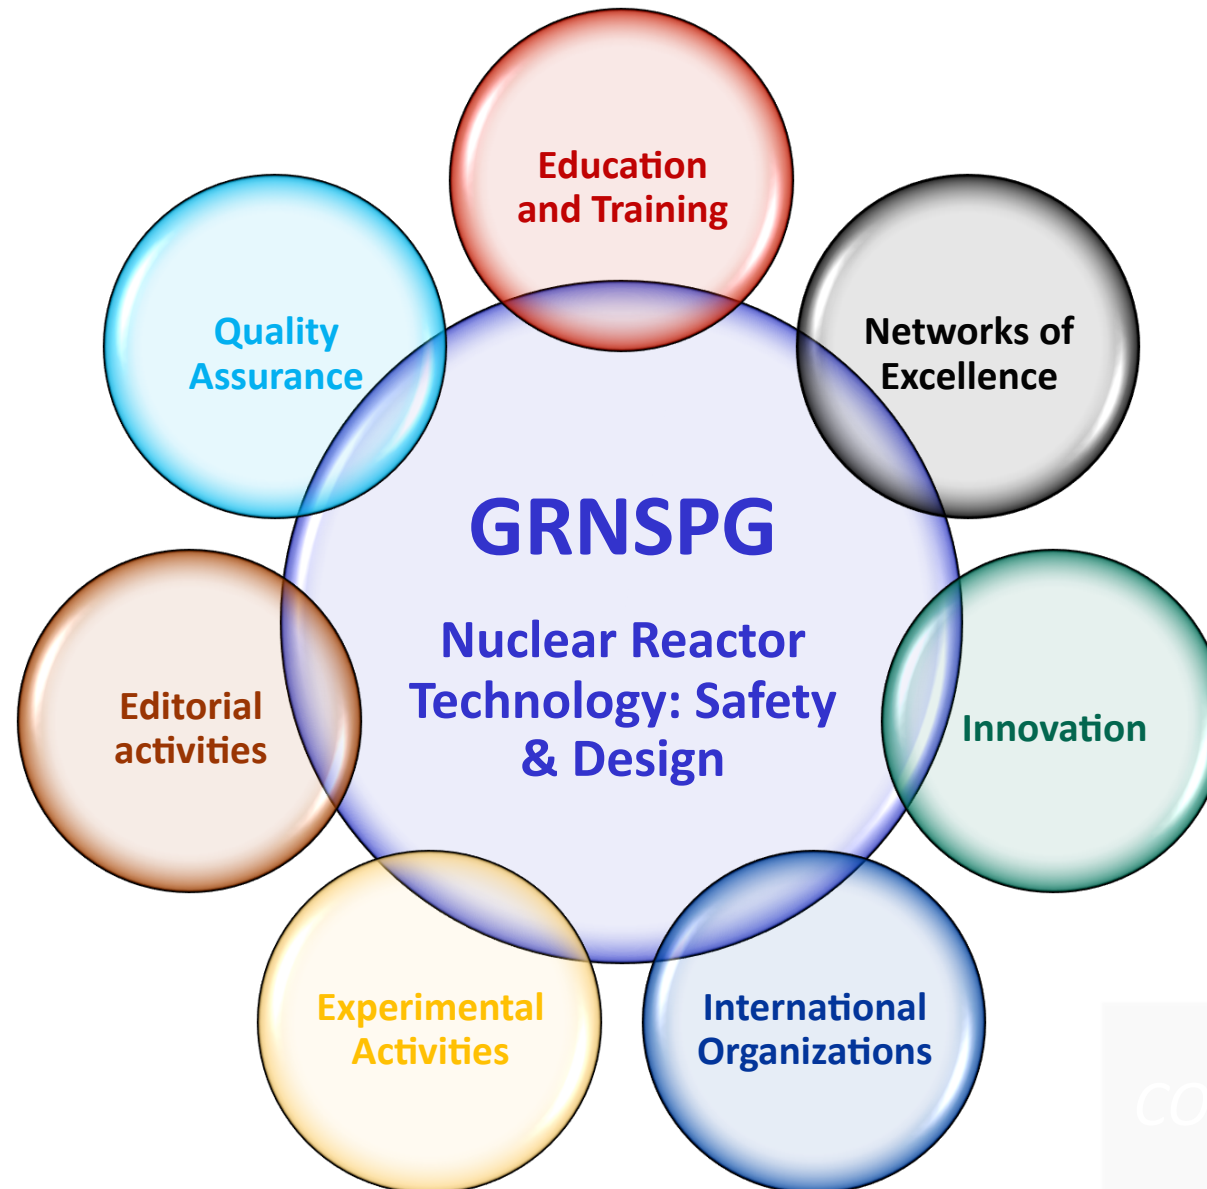 Education
and Training
Quality
Assurance
Networks of
Excellence
GRNSPG
Nuclear Reactor
Technology: Safety
& Design
Editorial
activities
Innovation
Experimental
Activities
International
Organizations